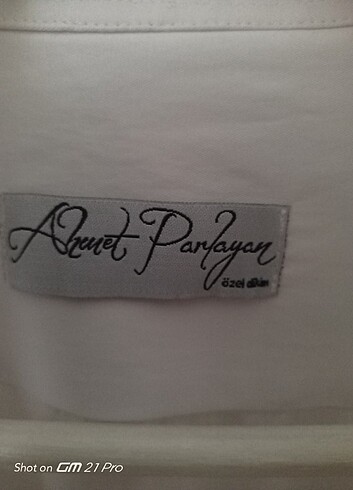 Ahmet Parlayan
özel dikim
Shot on GM 21 Pro